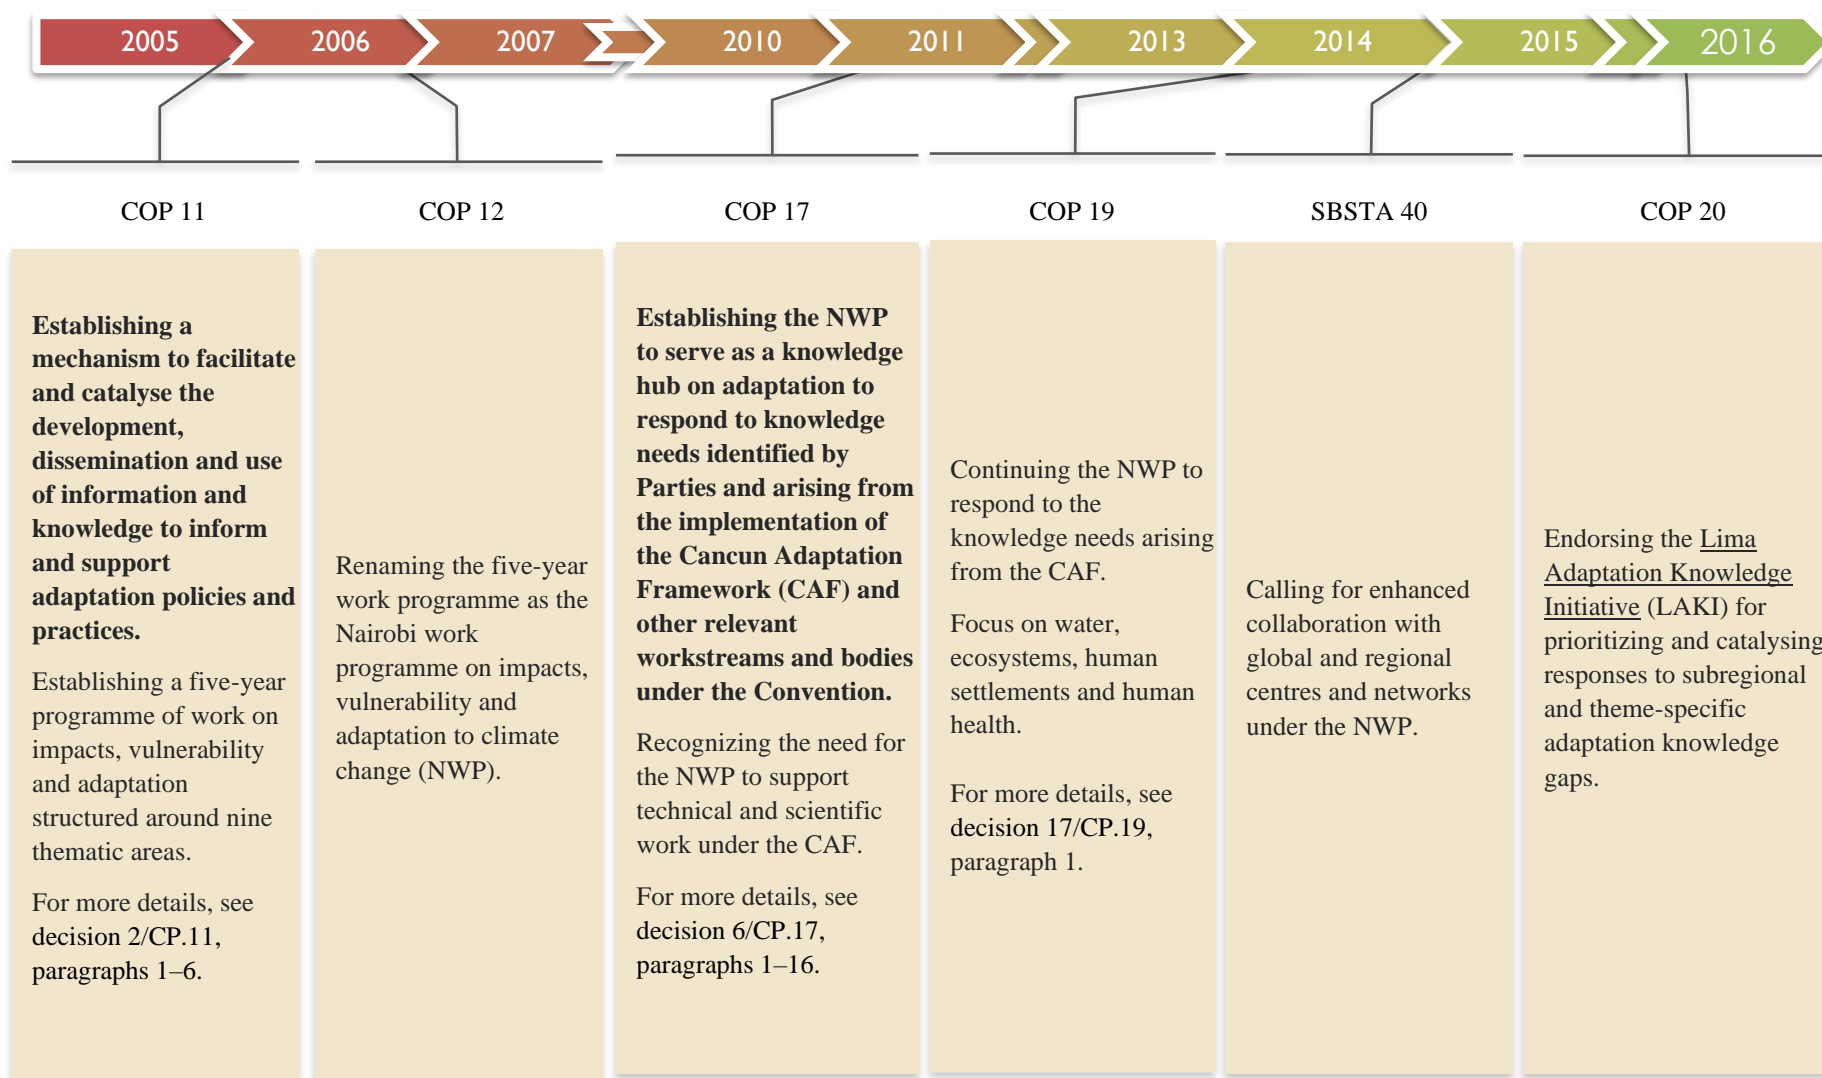 2005
2006
2007
2010
2011
2013
2014
2015
2016
COP 11
COP 12
COP 17
COP 19
SBSTA 40
COP 20
Establishing a
mechanism to facilitate
and catalyse the
development,
dissemination and use
of information and
knowledge to inform
and support
adaptation policies and
practices.
Establishing a five-year
programme of work on
impacts, vulnerability
and adaptation
structured around nine
thematic areas.
For more details, see
decision 2/CP.11,
paragraphs 1–6.
Renaming the five-year
work programme as the
Nairobi work
programme on impacts,
vulnerability and
adaptation to climate
change (NWP).
Establishing the NWP
to serve as a knowledge
hub on adaptation to
respond to knowledge
needs identified by
Parties and arising from
the implementation of
the Cancun Adaptation
Framework (CAF) and
other relevant
workstreams and bodies
under the Convention.
Recognizing the need for
the NWP to support
technical and scientific
work under the CAF.
For more details, see
decision 6/CP.17,
paragraphs 1–16.
Continuing the NWP to
respond to the
knowledge needs arising
from the CAF.
Focus on water,
ecosystems, human
settlements and human
health.
For more details, see
decision 17/CP.19,
paragraph 1.
Calling for enhanced
collaboration with
global and regional
centres and networks
under the NWP.
Endorsing the Lima
Adaptation Knowledge
Initiative (LAKI) for
prioritizing and catalysing
responses to subregional
and theme-specific
adaptation knowledge
gaps.